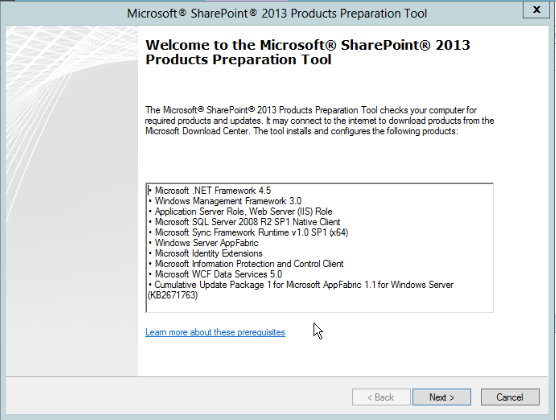 Microsoft® SharePoint® 2013 Products Preparation Tool
x
Welcome to the Microsoft® SharePoint® 2013
Products Preparation Tool
The Microsoft® SharePoint® 2013 Products Preparation Tool checks your computer for
required products and updates. It may connect to the internet to download products from the
Microsoft Download Center. The tool installs and configures the following products:
• Microsoft .NET Framework 4.5
• Windows Management Framework 3.0
• Application Server Role, Web Server (IIS) Role
• Microsoft SQL Server 2008 R2 SP1 Native Client
• Microsoft Sync Framework Runtime v1.0 SP1 (x64)
• Windows Server AppFabric
• Microsoft Identity Extensions
• Microsoft Information Protection and Control Client
• Microsoft WCF Data Services 5.0
• Cumulative Update Package 1 for Microsoft AppFabric 1.1 for Windows Server
(KB2671763)
Learn more about these prerequisites
< Back Next > Cancel